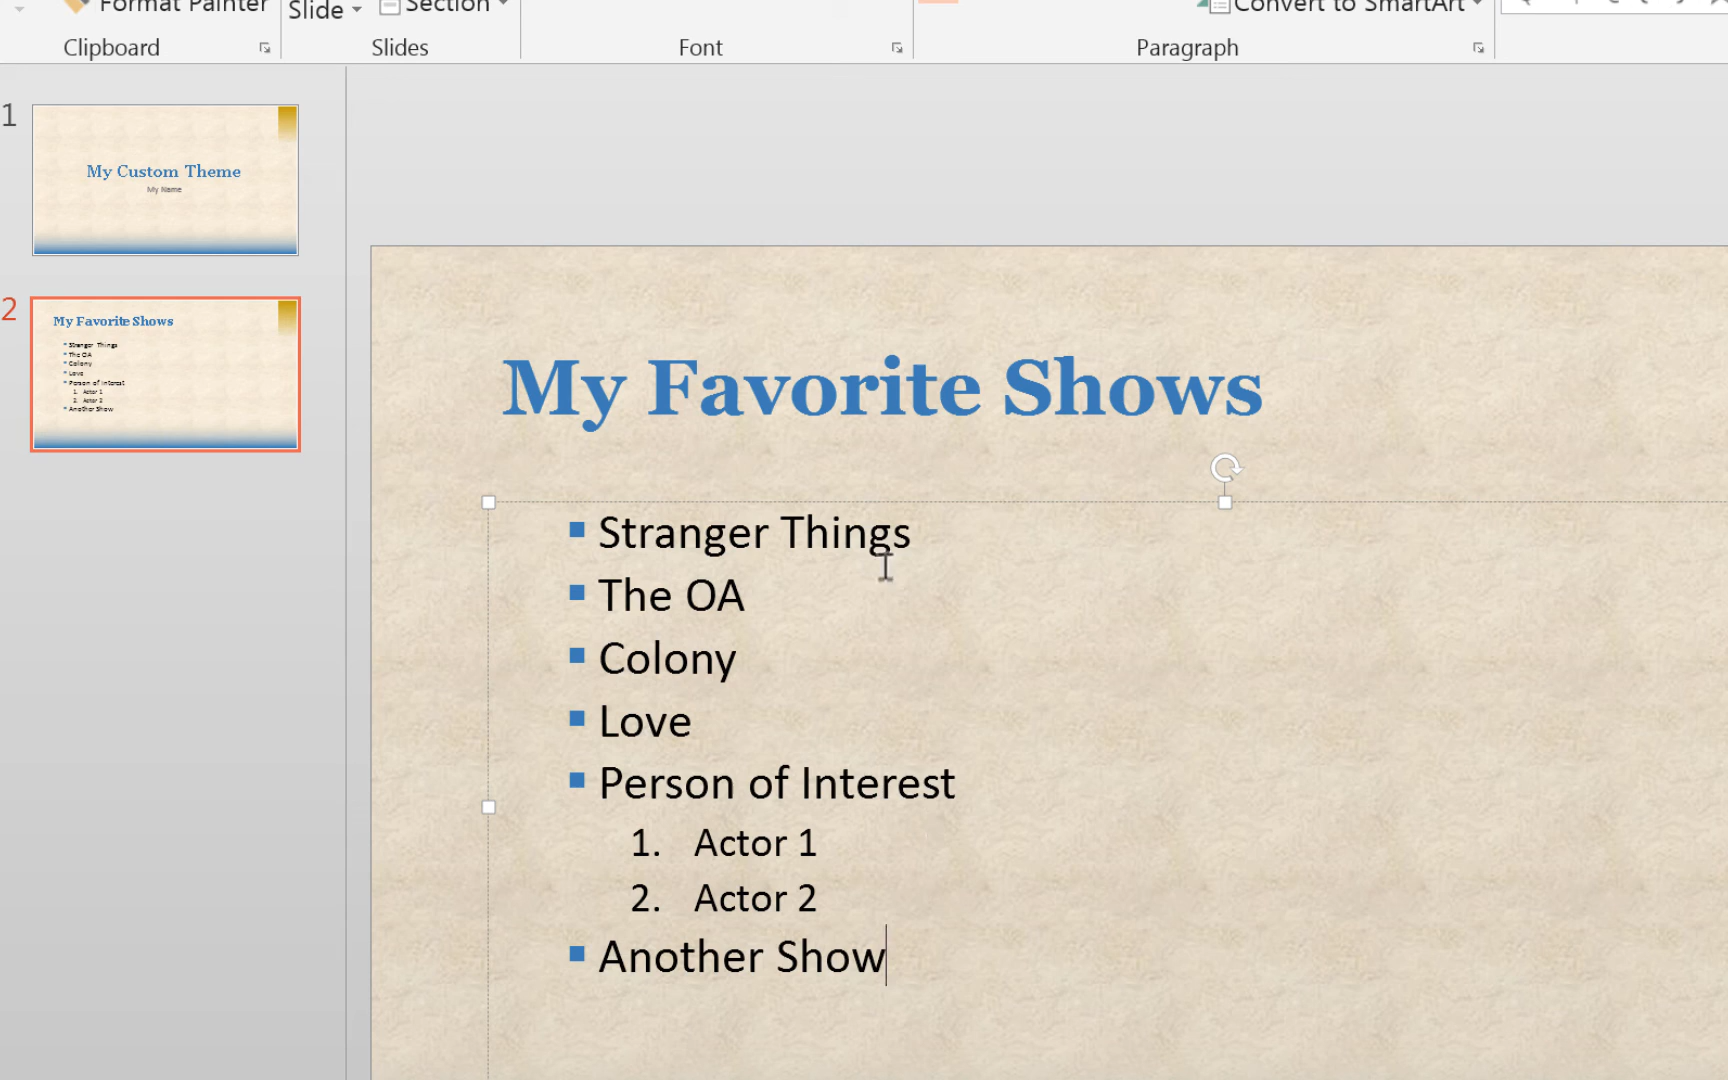 Format Painter
Slide
Section
Convert to SmartArt
Clipboard
Slides
Font
Paragraph
1
My Custom Theme
My Name
2
My Favorite Shows
Stranger Things
The OA
Colony
Love
Person of Interest
1. Actor 1
2. Actor 2
Another Show
My Favorite Shows
Stranger Things
The OA
Colony
Love
Person of Interest
1. Actor 1
2. Actor 2
Another Show